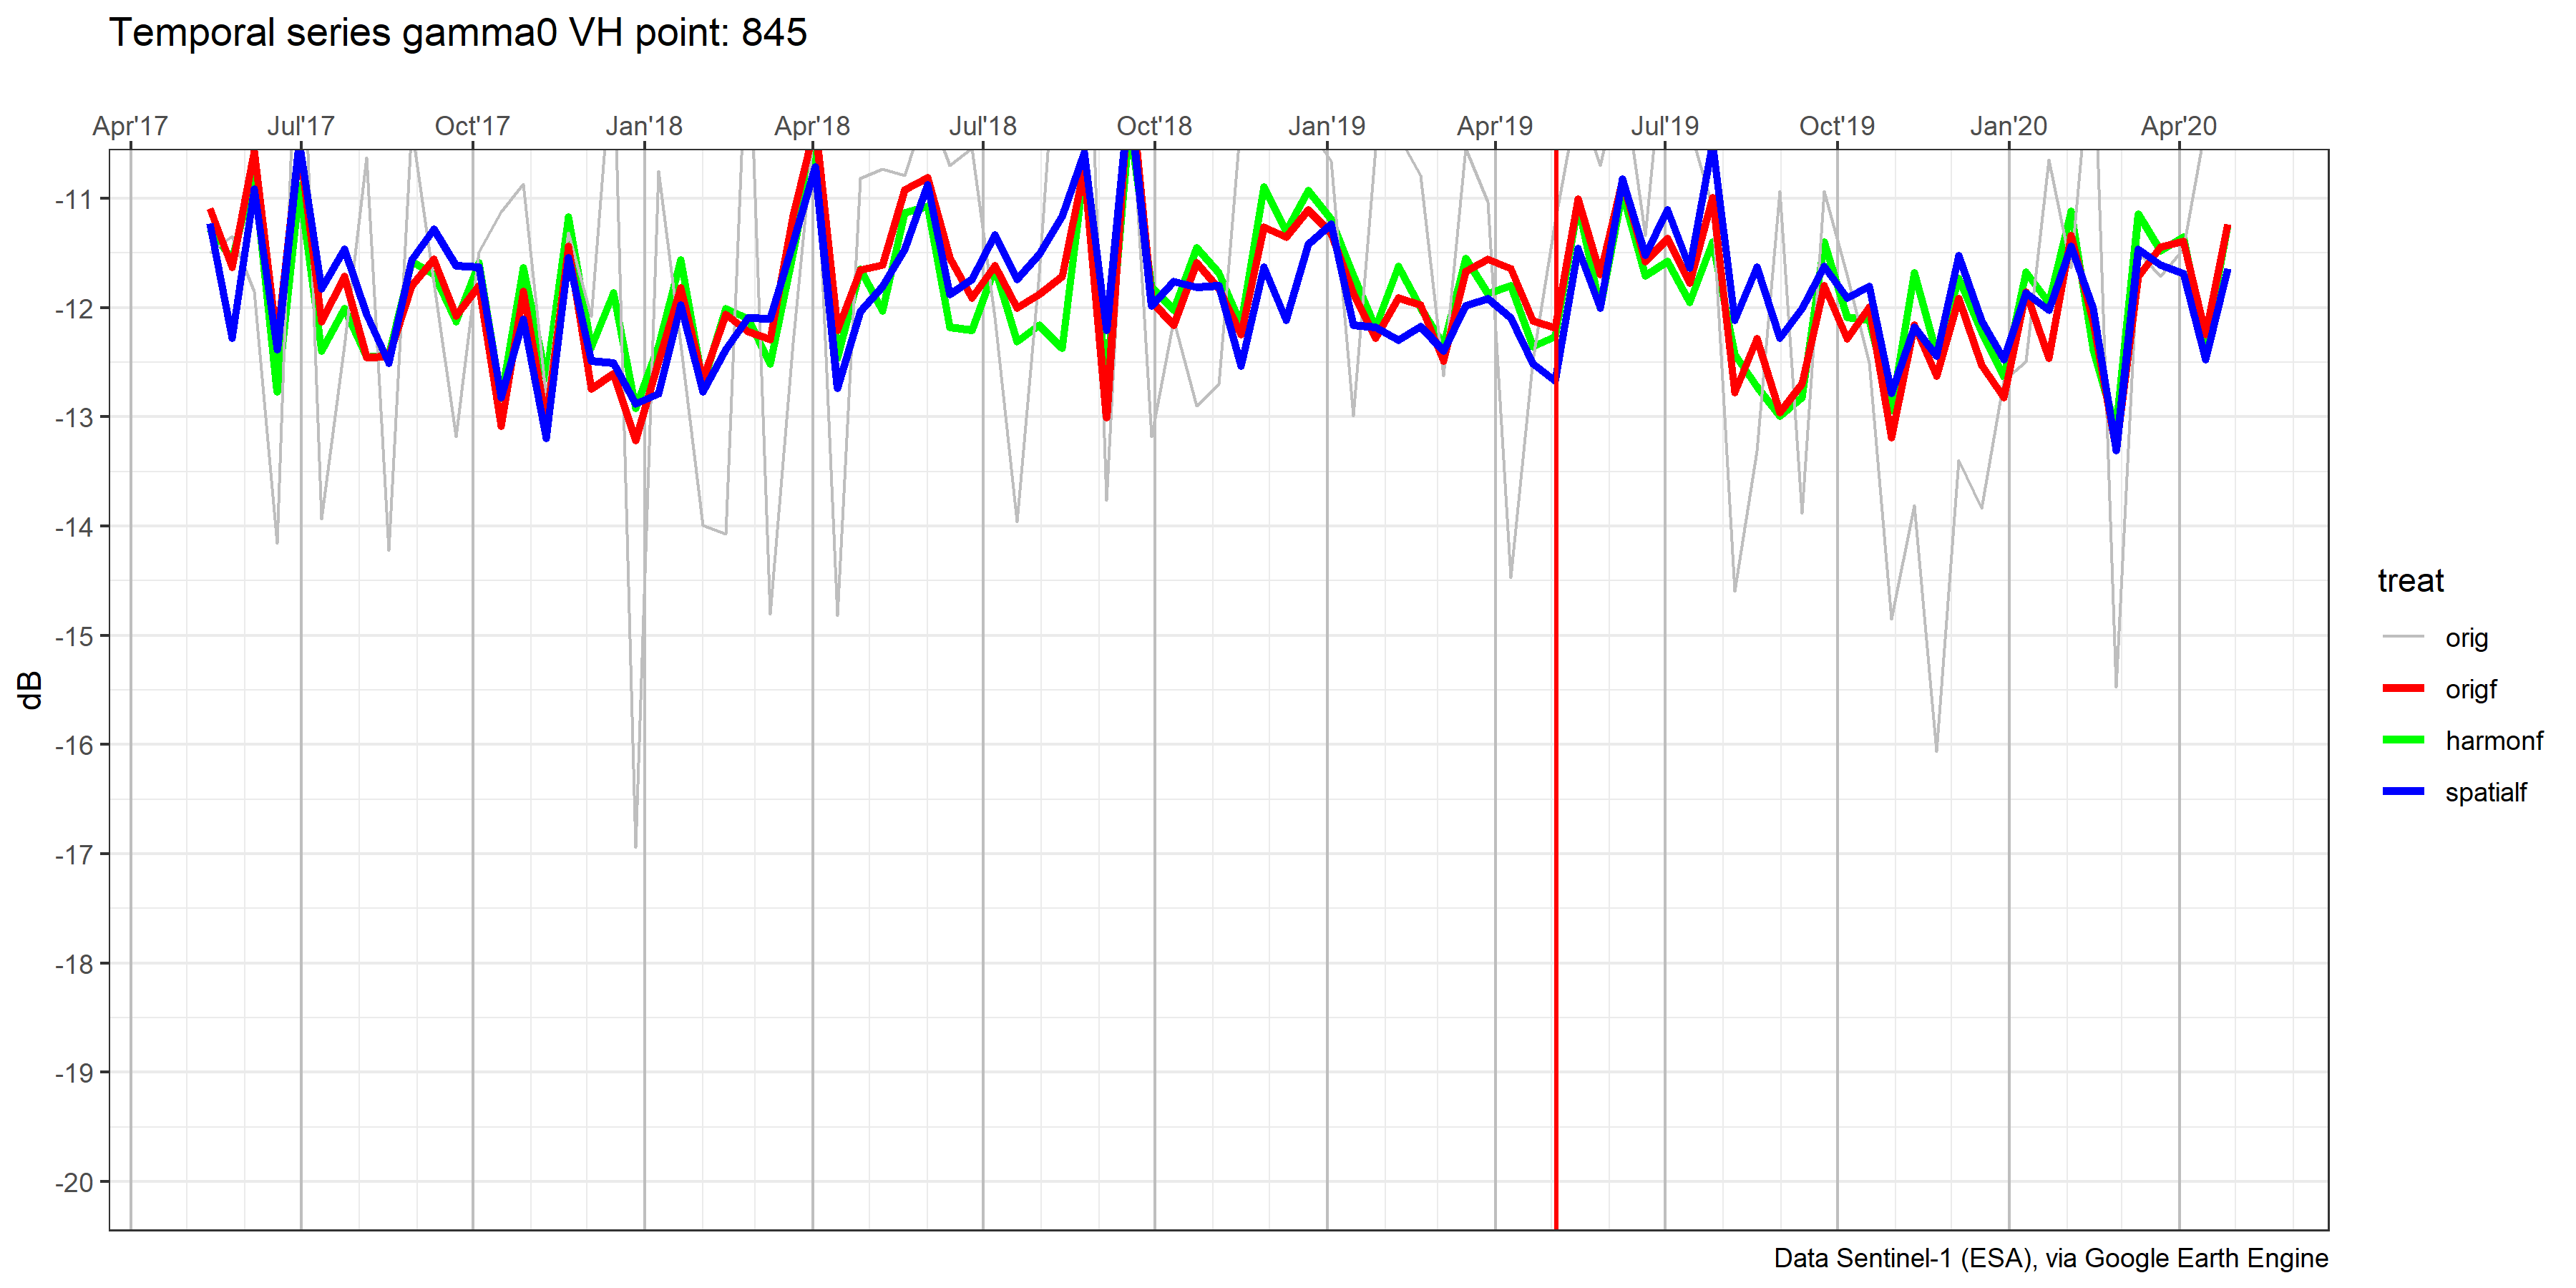 Temporal series gamma0 VH point: 845
Apr'17 Jul'17 Oct'17 Jan'18 Apr'18 Jul'18 Oct'18 Jan'19 Apr'19 Jul'19 Oct'19 Jan'20 Apr'20
-11
-12
-13
-14
-15
-16
-17
-18
-19
-20
dB
treat
orig
origf
harmonf
spatialf
Data Sentinel-1 (ESA), via Google Earth Engine